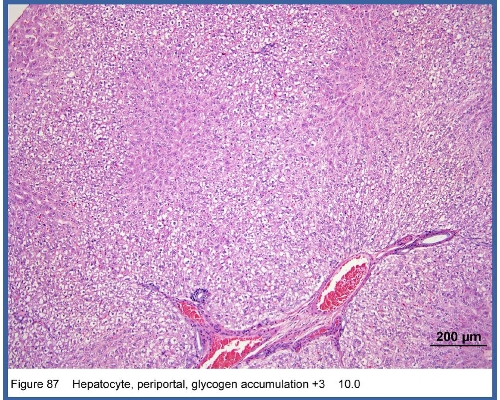 200 µm
Figure 87 Hepatocyte, periportal, glycogen accumulation +3 10.0